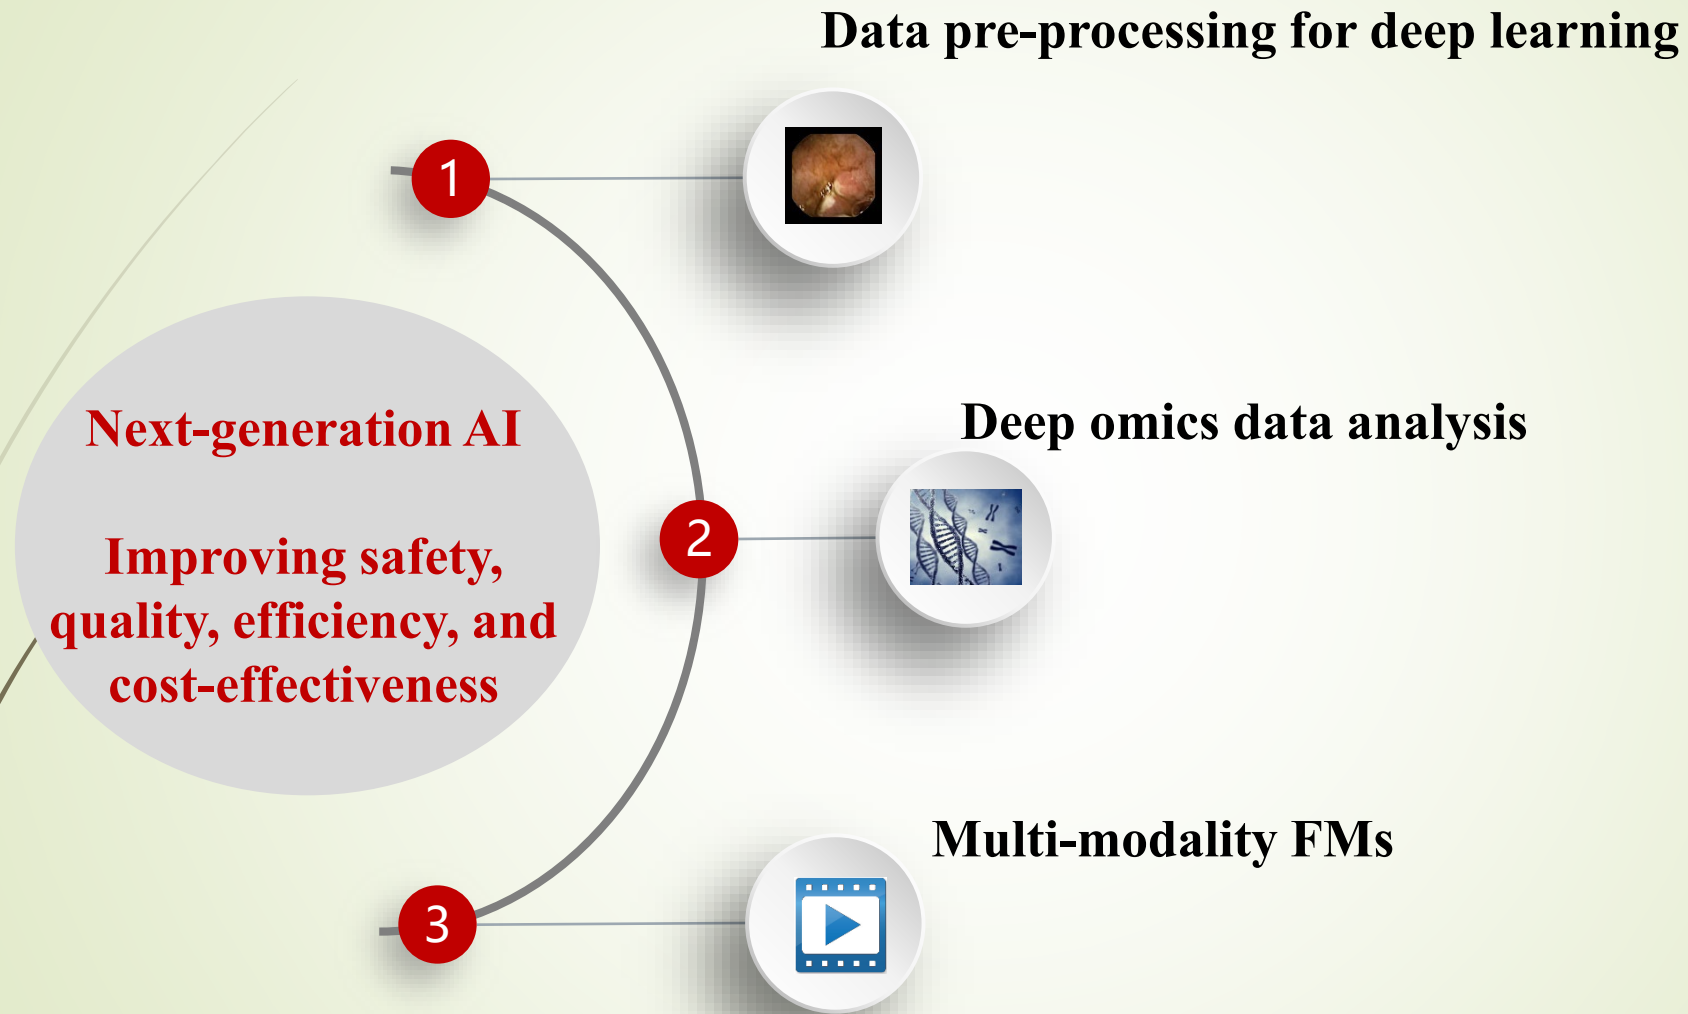 Data pre-processing for deep learning
1
Next-generation AI
Improving safety,
quality, efficiency, and
cost-effectiveness
Deep omics data analysis
2
Multi-modality FMs
3